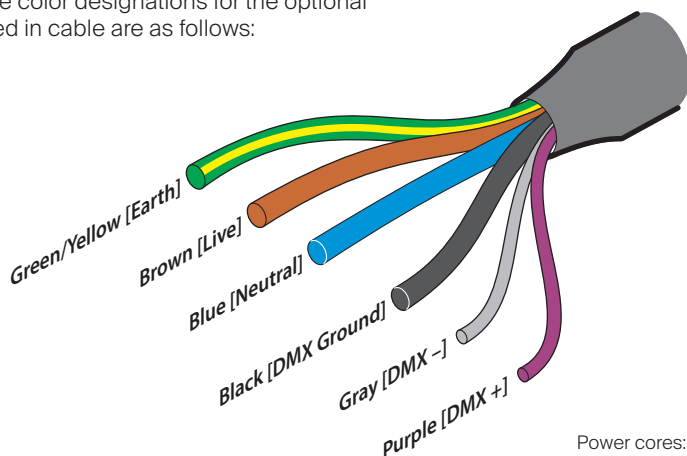 color designations for the optional
in cable are as follows:
Green/Yellow [Earth]
Brown [Live]
Blue [Neutral]
Black [DMX Ground]
Gray [DMX –]
Purple [DMX +]
Power cores: